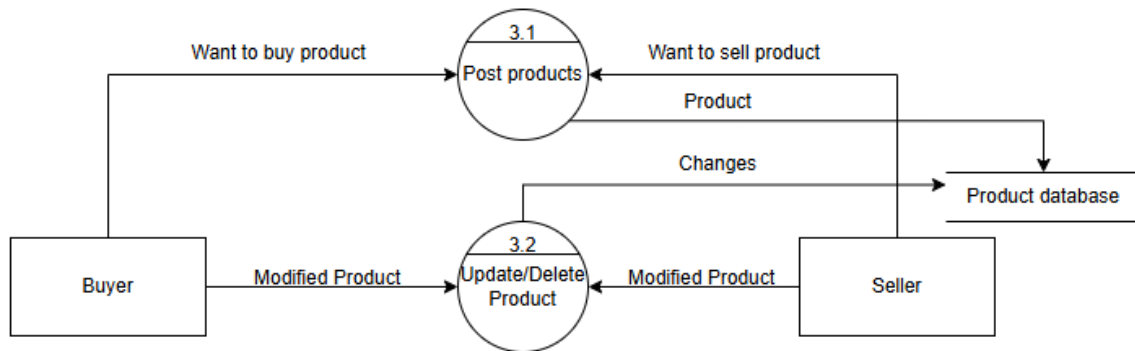 3.1
Want to buy product
Post products
Want to sell product
Product
Changes
Product database
3.2
Buyer
Modified Product
Update/Delete
Product
Modified Product
Seller